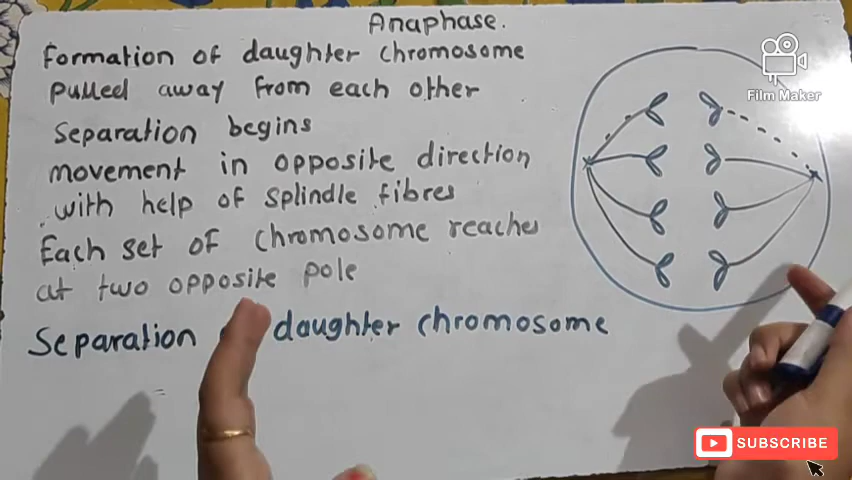 Anaphase.
Formation of daughter chromosome
pulled away from each other
Separation begins
movement in opposite direction
with help of splindle fibres
Each set of chromosome reaches
at two opposite pole
Separation daughter chromosome
Film Maker
SUBSCRIBE